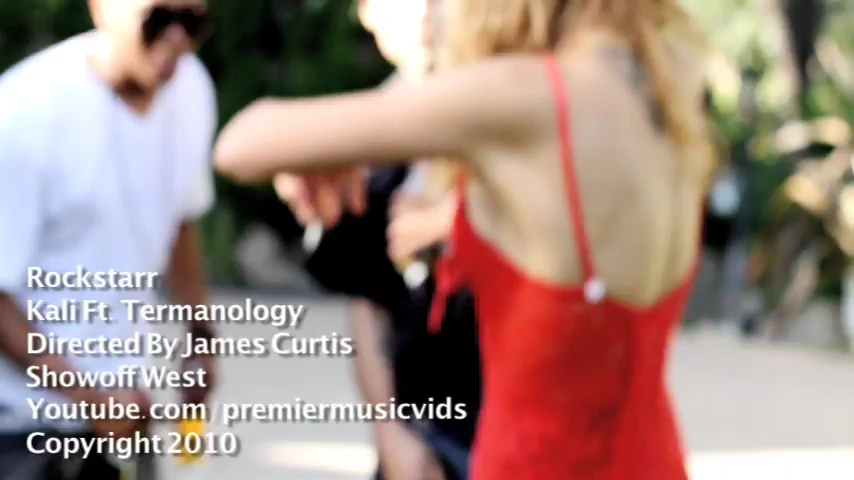 Rockstarr
Kali Ft. Termanology
Directed By James Curtis
Showoff West
Youtube.com/premiermusicvids
Copyright 2010